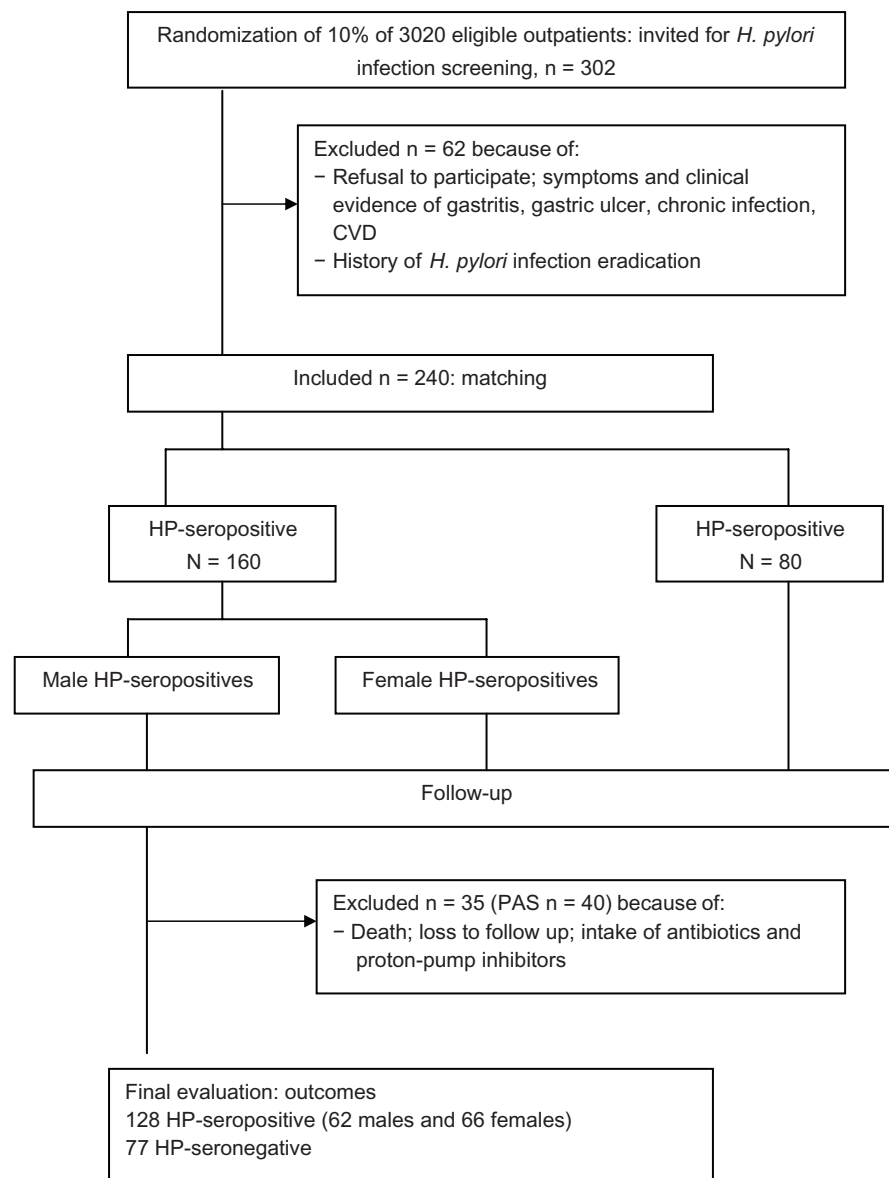 Randomization of 10% of 3020 eligible outpatients: invited for H. pylori
infection screening, n = 302
Excluded n = 62 because of:
− Refusal to participate; symptoms and clinical
evidence of gastritis, gastric ulcer, chronic infection,
CVD
− History of H. pylori infection eradication
Included n = 240: matching
HP-seropositive
N = 160
HP-seropositive
N = 80
Male HP-seropositives
Female HP-seropositives
Follow-up
Excluded n = 35 (PAS n = 40) because of:
− Death; loss to follow up; intake of antibiotics and
proton-pump inhibitors
Final evaluation: outcomes
128 HP-seropositive (62 males and 66 females)
77 HP-seronegative